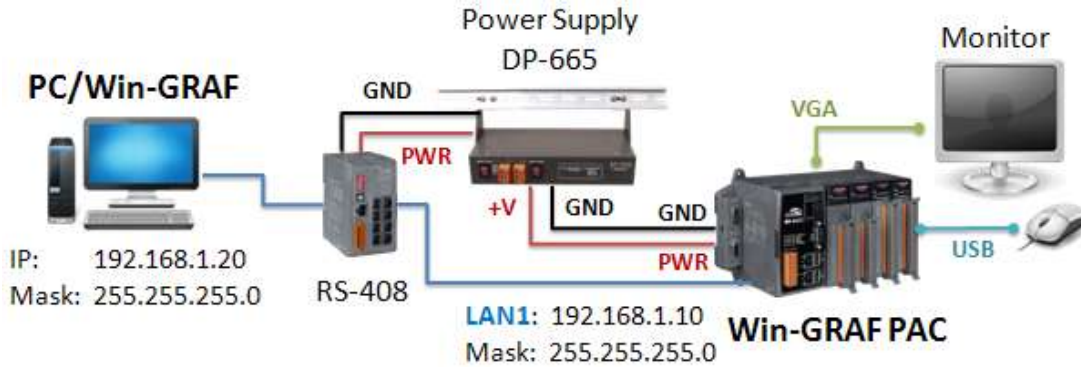 Power Supply
DP-665
Monitor
PC/Win-GRAF
GND
VGA
PWR
+V
GND
GND
PWR
USB
IP: 192.168.1.20
Mask: 255.255.255.0
RS-408
LAN1: 192.168.1.10
Mask: 255.255.255.0
Win-GRAF PAC